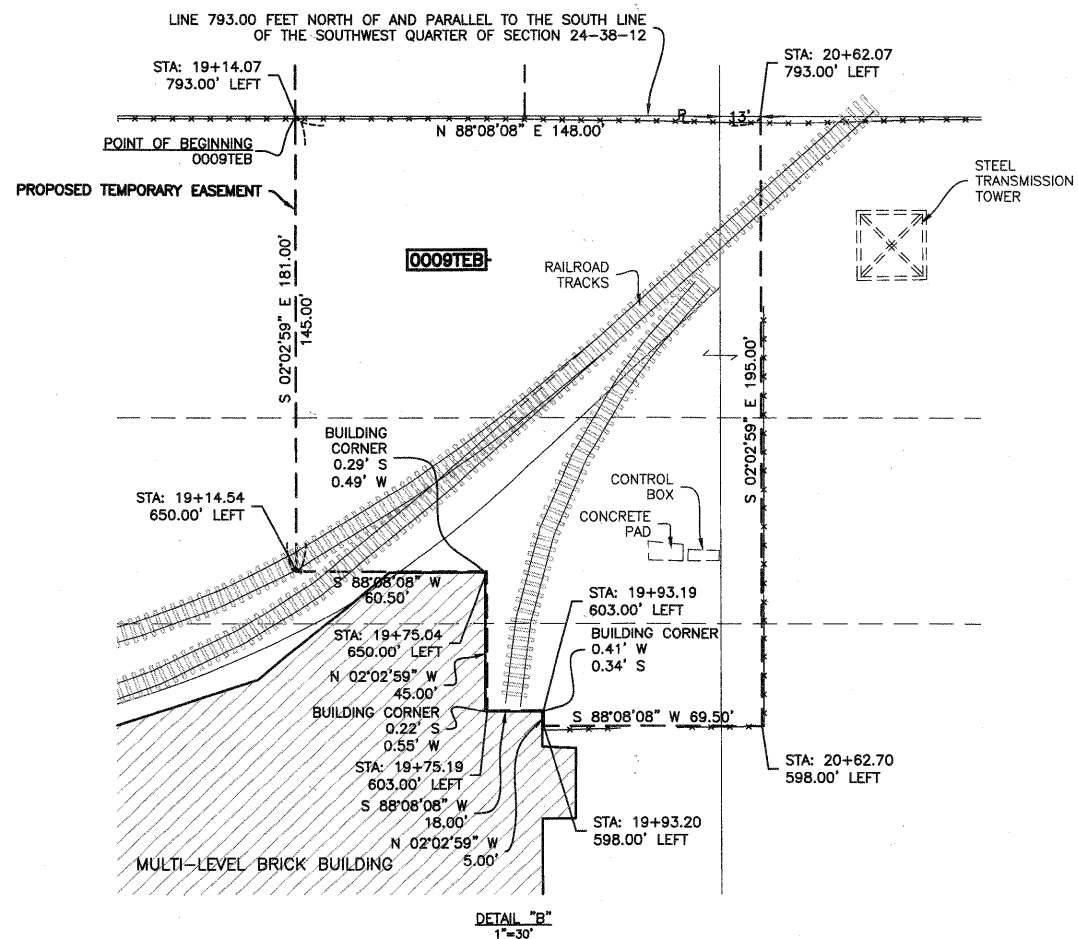 LINE 793.00 FEET NORTH OF AND PARALLEL TO THE SOUTH LINE
OF THE SOUTHWEST QUARTER OF SECTION 24-38-12
STA: 19+14.07
793.00' LEFT
STA: 20+62.07
793.00' LEFT
N 88°08'08" E 148.00'
13'
POINT OF BEGINNING
0009TEB
PROPOSED TEMPORARY EASEMENT
STEEL
TRANSMISSION
TOWER
0009TEB
RAILROAD
TRACKS
S 02°02'59" E 181.00'
145.00'
S 02°02'59" E 195.00'
BUILDING
CORNER
0.29' S
0.49' W
STA: 19+14.54
650.00' LEFT
CONTROL
BOX
CONCRETE
PAD
S 88°08'08" W
60.50'
STA: 19+93.19
603.00' LEFT
STA: 19+75.04
650.00' LEFT
BUILDING CORNER
0.41' W
0.34' S
N 02°02'59" W
45.00'
BUILDING CORNER
0.22' S
0.55' W
S 88°08'08" W 69.50'
STA: 19+75.19
603.00' LEFT
STA: 20+62.70
598.00' LEFT
S 88°08'08" W
18.00'
STA: 19+93.20
598.00' LEFT
N 02°02'59" W
5.00'
MULTI-LEVEL BRICK BUILDING
DETAIL "B"
1"=30'